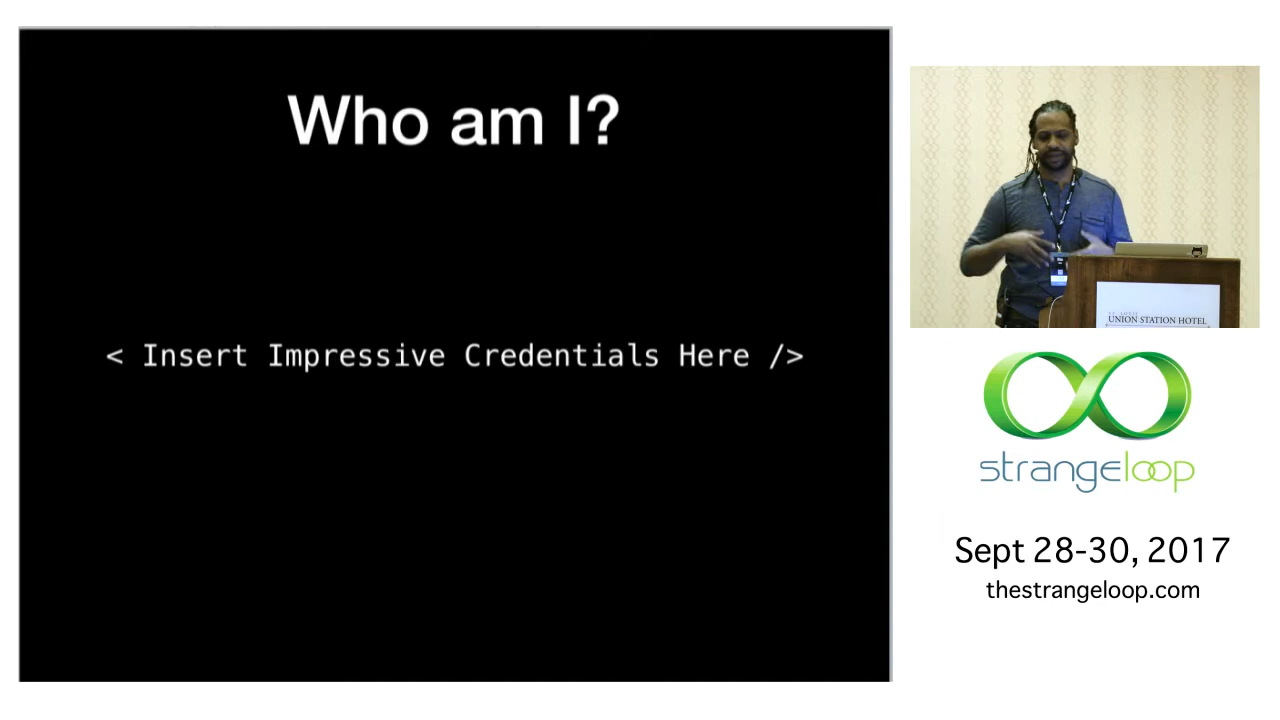 Who am I?
< Insert Impressive Credentials Here />
UNION STATION HOTEL
strangeloop
Sept 28-30, 2017
thestrangeloop.com